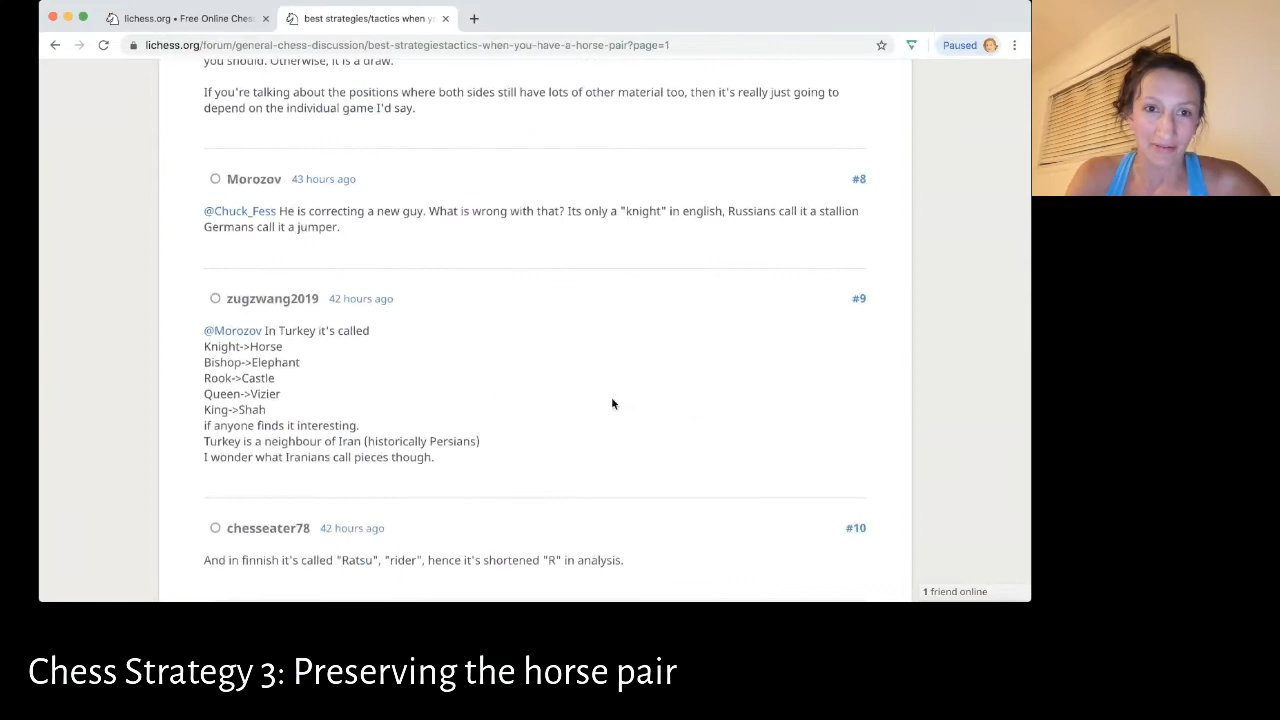 lichess.org • Free Online Ches
best strategies/tactics when y
lichess.org/forum/general-chess-discussion/best-strategiestactics-when-you-have-a-horse-pair?page=1
Paused
you should. Otherwise, it is a draw.
If you're talking about the positions where both sides still have lots of other material too, then it's really just going to
depend on the individual game I'd say.
Morozov 43 hours ago #8
@Chuck_Fess He is correcting a new guy. What is wrong with that? Its only a "knight" in english, Russians call it a stallion
Germans call it a jumper.
zugzwang2019 42 hours ago #9
@Morozov In Turkey it's called
Knight->Horse
Bishop->Elephant
Rook->Castle
Queen->Vizier
King->Shah
if anyone finds it interesting.
Turkey is a neighbour of Iran (historically Persians)
I wonder what Iranians call pieces though.
chesseater78 42 hours ago #10
And in finnish it's called "Ratsu", "rider", hence it's shortened "R" in analysis.
1 friend online
Chess Strategy 3: Preserving the horse pair